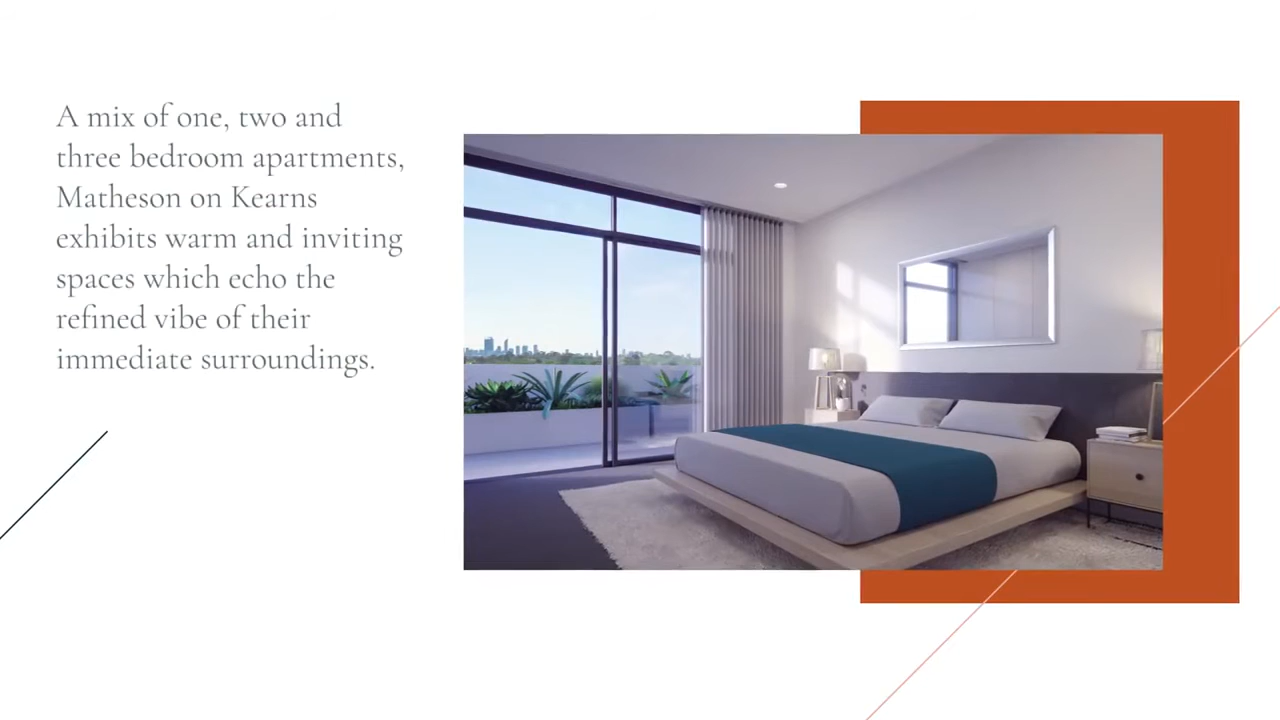 A mix of one, two and
three bedroom apartments,
Matheson on Kearns
exhibits warm and inviting
spaces which echo the
refined vibe of their
immediate surroundings.